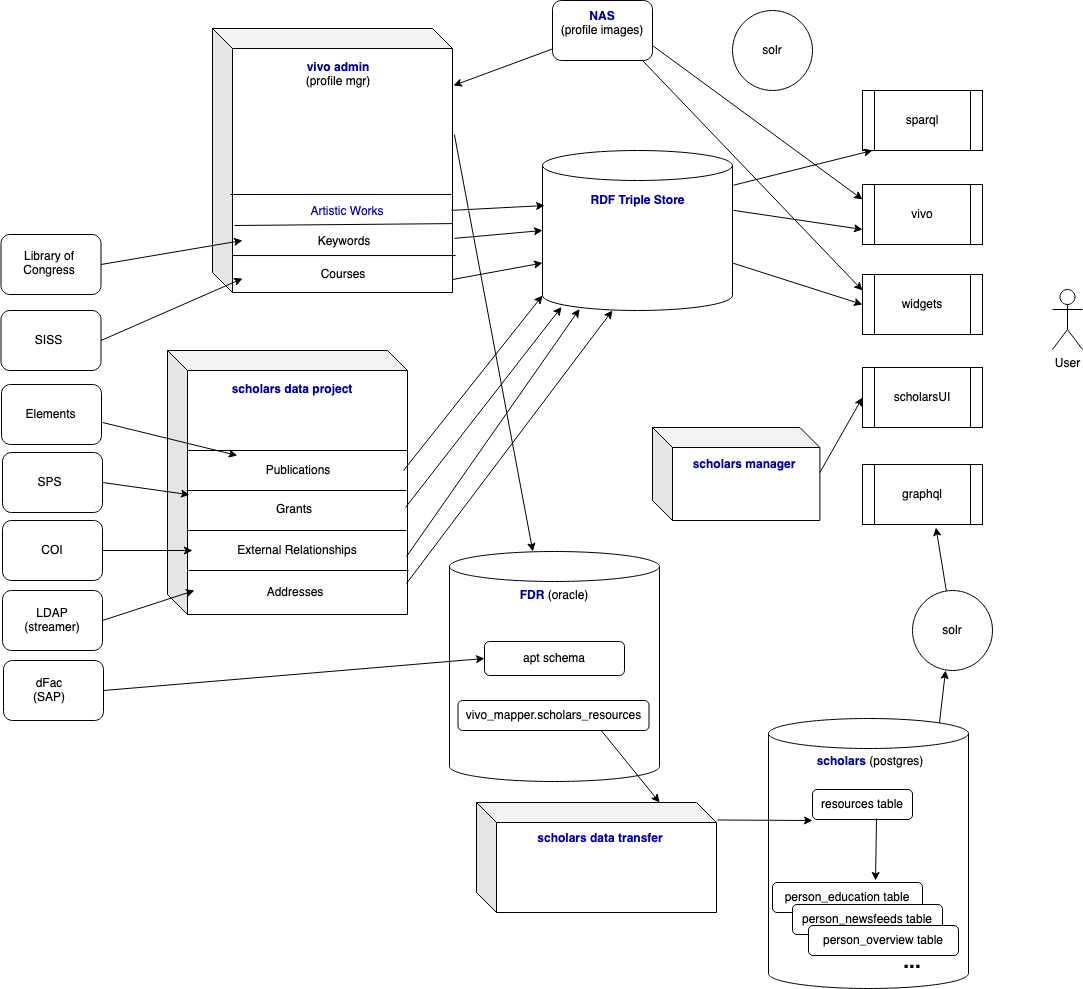 NAS
(profile images)
solr
vivo admin
(profile mgr)
sparql
RDF Triple Store
Artistic Works
vivo
Keywords
Library of
Congress
Courses
widgets
SISS
User
scholars data project
scholarsUI
Elements
Publications
scholars manager
SPS
graphql
Grants
COI
External Relationships
Addresses
FDR (oracle)
LDAP
(streamer)
solr
apt schema
dFac
(SAP)
vivo_mapper.scholars_resources
scholars (postgres)
resources table
scholars data transfer
person_education table
person_newsfeeds table
person_overview table
...